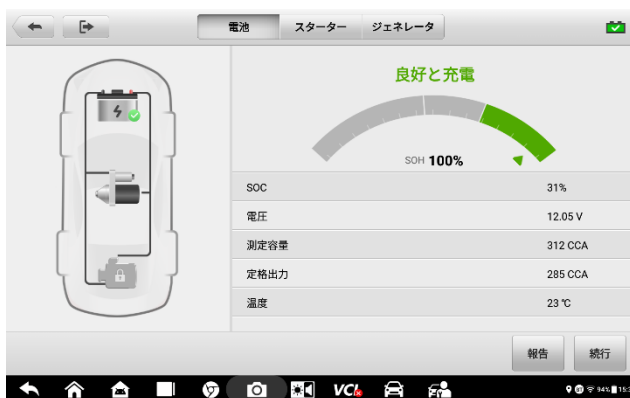 電池 スターター ジェネレータ
良好と充電
SOH 100%
SOC 31%
電圧 12.05 V
測定容量 312 CCA
定格出力 285 CCA
温度 23 ℃
報告 続行
VCI 94%